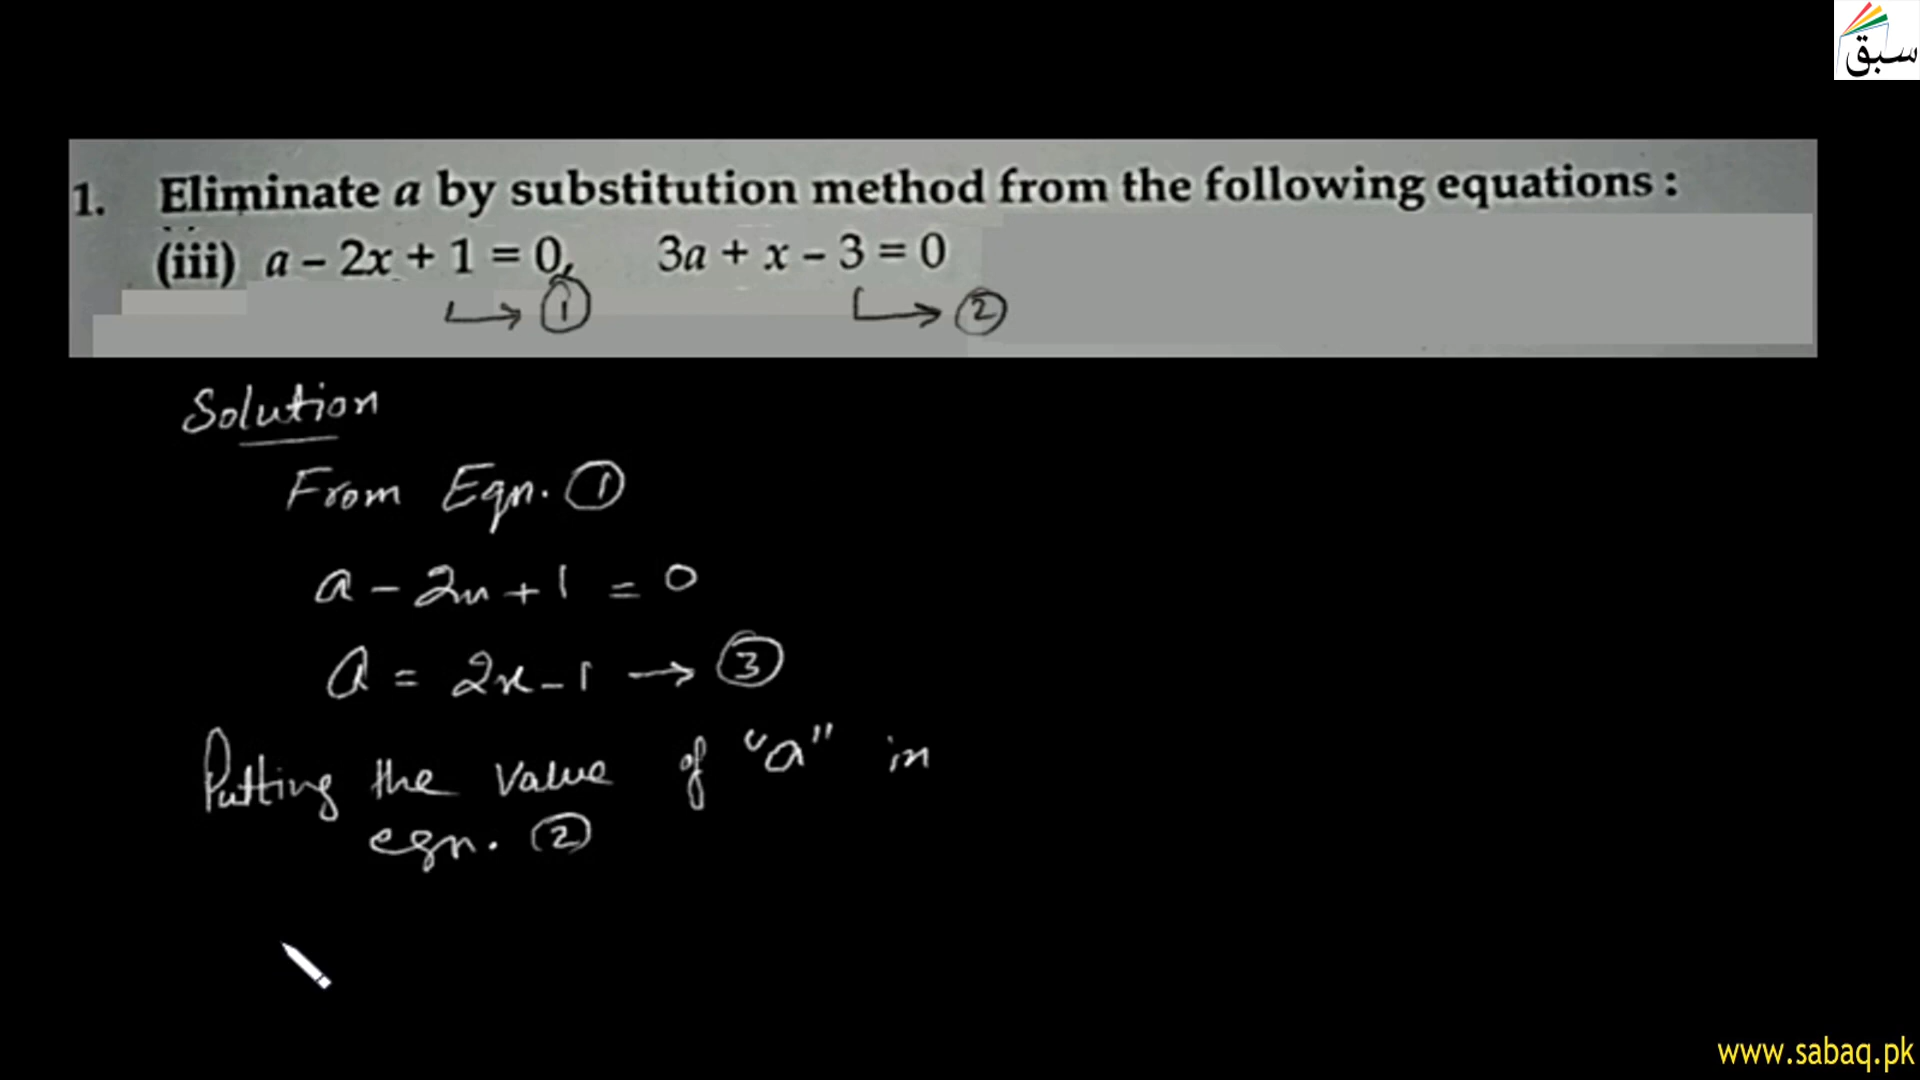 سبق
1. Eliminate a by substitution method from the following equations :
(iii) a – 2x + 1 = 0, 3a + x – 3 = 0
↳ ① ↳ ②
Solution
From Eqn. ①
a - 2x + 1 = 0
a = 2x - 1 → ③
Putting the value of "a" in
eqn. ②
www.sabaq.pk